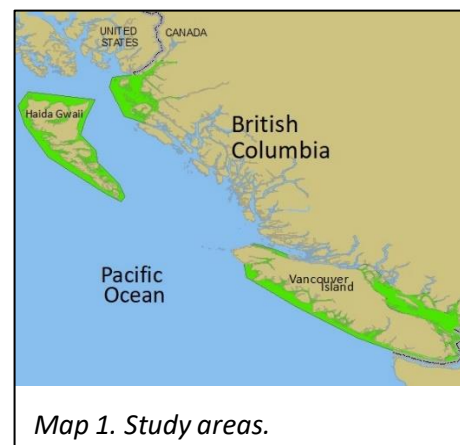 UNITED
STATES
CANADA
Haida Gwaii
British
Columbia
Pacific
Ocean
Vancouver
Island
Map 1. Study areas.